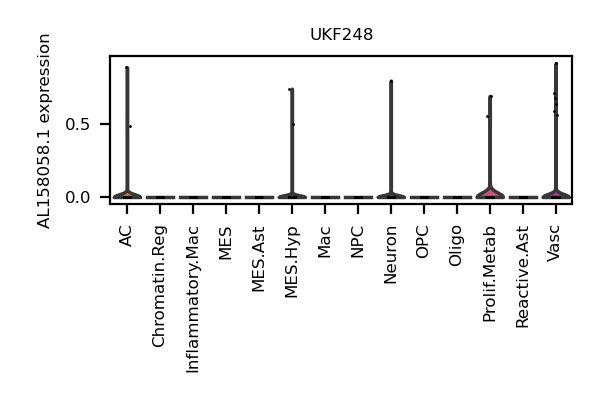 UKF248
AL158058.1 expression
0.5
0.0
AC
Chromatin.Reg
Inflammatory.Mac
MES
MES.Ast
MES.Hyp
Mac
NPC
Neuron
OPC
Oligo
Prolif.Metab
Reactive.Ast
Vasc